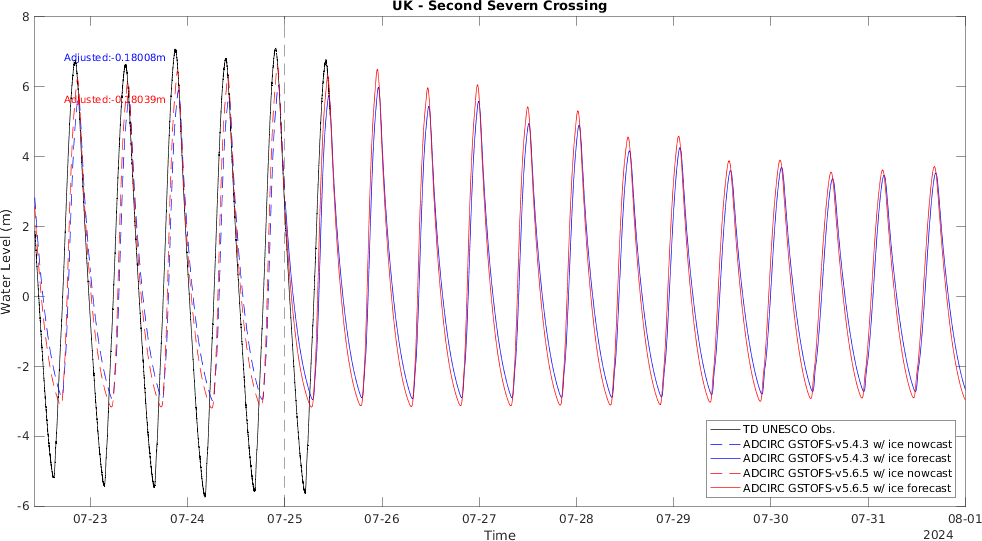 UK - Second Severn Crossing
8
6
4
2
0
-2
-4
-6
Water Level (m)
Adjusted:-0.18008m
Adjusted:-0.18039m
TD UNESCO Obs.
ADCIRC GSTOFS-v5.4.3 w/ ice nowcast
ADCIRC GSTOFS-v5.4.3 w/ ice forecast
ADCIRC GSTOFS-v5.6.5 w/ ice nowcast
ADCIRC GSTOFS-v5.6.5 w/ ice forecast
07-23 07-24 07-25 07-26 07-27 07-28 07-29 07-30 07-31 08-01
Time
2024